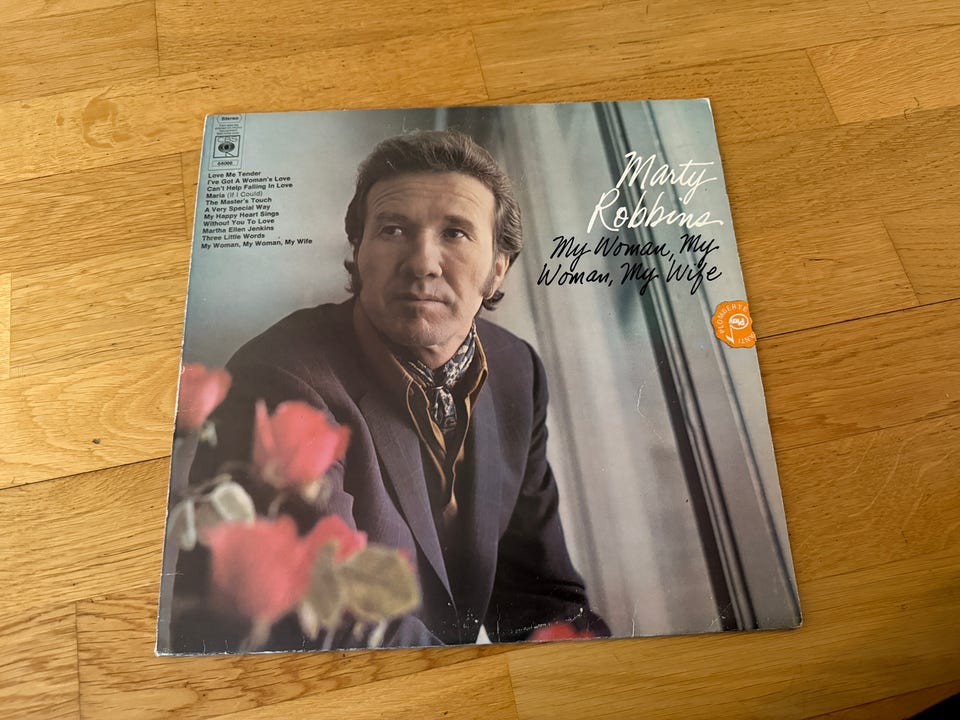 Stereo
CBS
64066
Love Me Tender
I've Got A Woman's Love
Can't Help Falling In Love
Maria (If I Could)
The Master's Touch
A Very Special Way
My Happy Heart Sings
Without You To Love
Martha Ellen Jenkins
Three Little Words
My Woman, My Woman, My Wife
Marty
Robbins
My Woman, My
Woman, My Wife